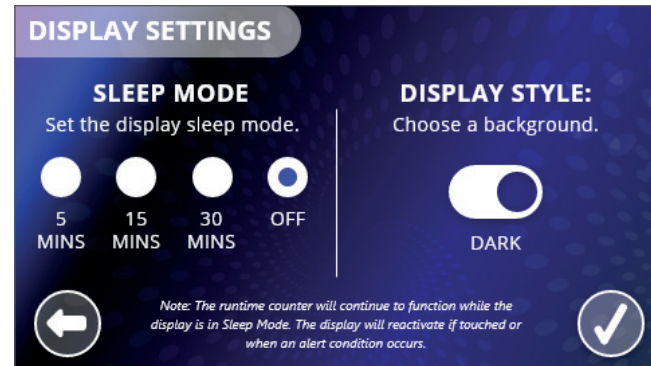 DISPLAY SETTINGS
SLEEP MODE
Set the display sleep mode.
5
MINS
15
MINS
30
MINS
OFF
DISPLAY STYLE:
Choose a background.
DARK
Note: The runtime counter will continue to function while the
display is in Sleep Mode. The display will reactivate if touched or
when an alert condition occurs.